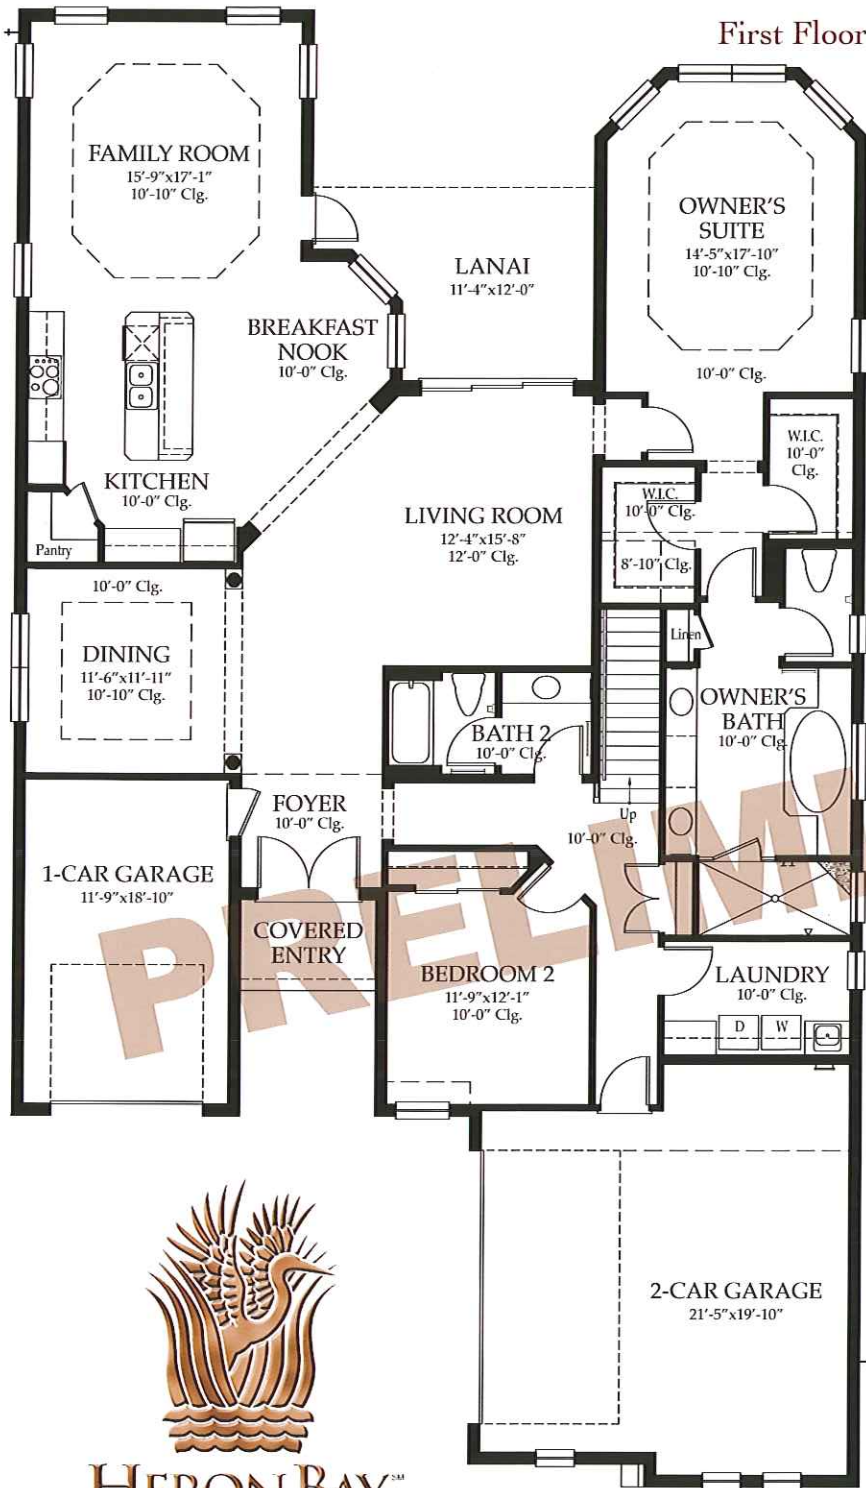 First Floor
FAMILY ROOM
15'-9"x17'-1"
10'-10" Clg.
OWNER'S
SUITE
14'-5"x17'-10"
10'-10" Clg.
10'-0" Clg.
LANAI
11'-4"x12'-0"
BREAKFAST
NOOK
10'-0" Clg.
KITCHEN
10'-0" Clg.
Pantry
W.I.C.
10'-0"
Clg.
W.I.C.
10'-0" Clg.
8'-10" Clg.
LIVING ROOM
12'-4"x15'-8"
12'-0" Clg.
10'-0" Clg.
DINING
11'-6"x11'-11"
10'-10" Clg.
Linen
OWNER'S
BATH
10'-0" Clg.
BATH 2
10'-0" Clg.
FOYER
10'-0" Clg.
Up
10'-0" Clg.
1-CAR GARAGE
11'-9"x18'-10"
COVERED
ENTRY
BEDROOM 2
11'-9"x12'-1"
10'-0" Clg.
LAUNDRY
10'-0" Clg.
D W
PRELIMI
2-CAR GARAGE
21'-5"x19'-10"
HERON BAY SM